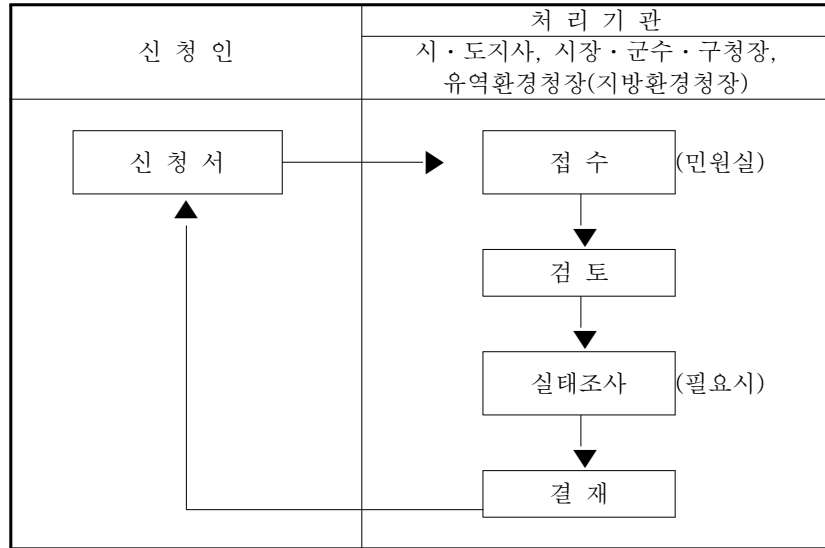 신 청 인
처 리 기 관
시ㆍ도지사, 시장ㆍ군수ㆍ구청장,
유역환경청장(지방환경청장)
신 청 서
접 수 (민원실)
검 토
실태조사 (필요시)
결 재